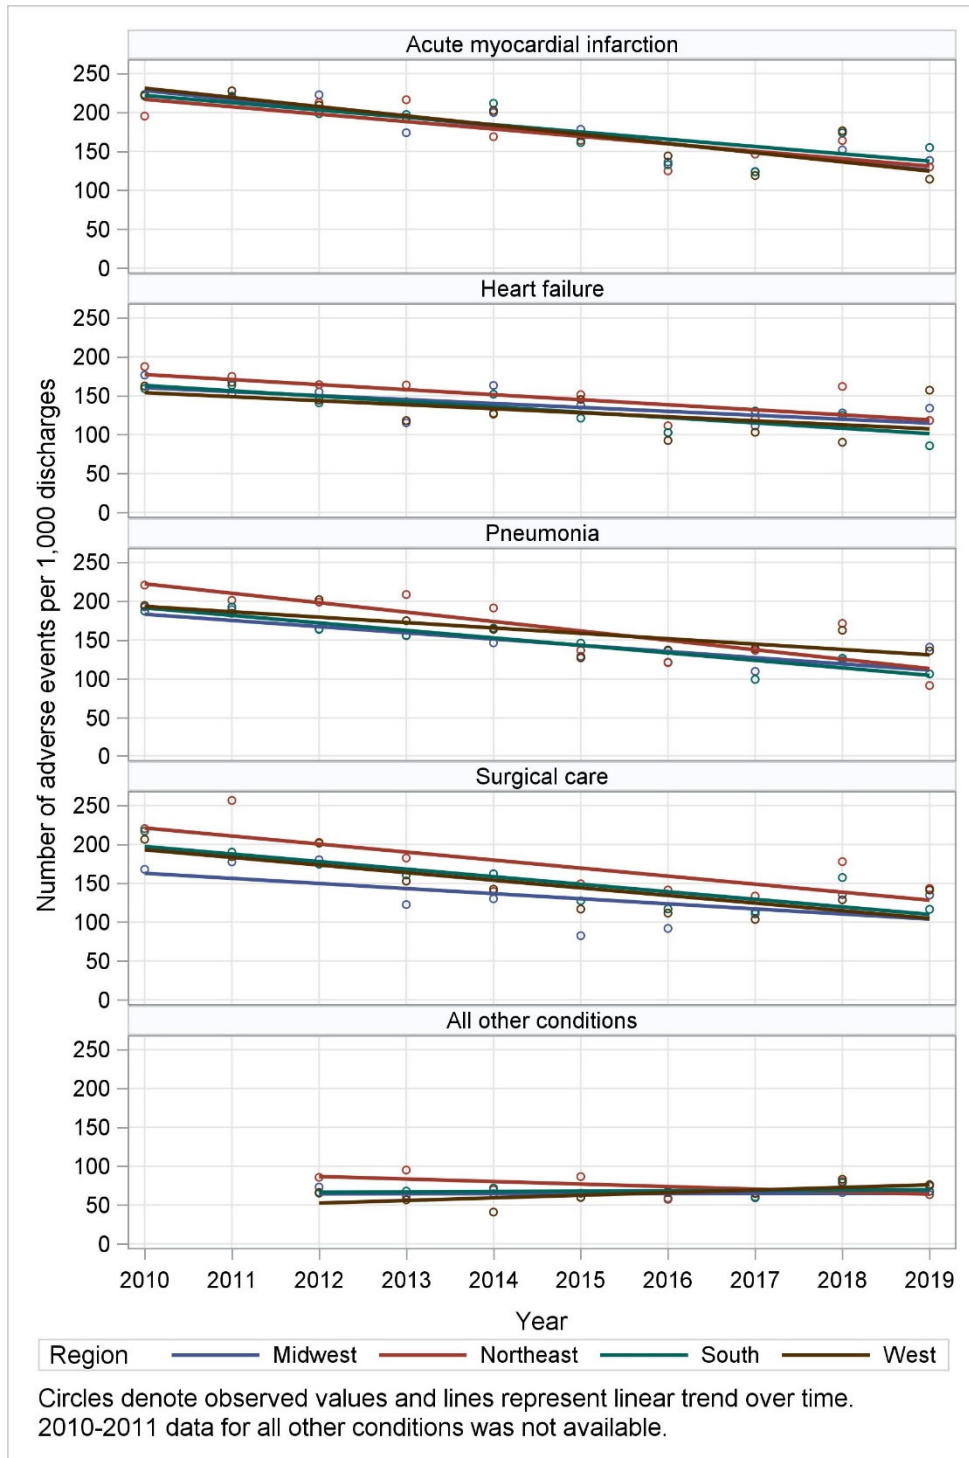 Acute myocardial infarction
250
200
150
100
50
0
Heart failure
250
200
150
100
50
0
Pneumonia
250
200
150
100
50
0
Surgical care
250
200
150
100
50
0
All other conditions
250
200
150
100
50
0
Number of adverse events per 1,000 discharges
2010 2011 2012 2013 2014 2015 2016 2017 2018 2019
Year
Region Midwest Northeast South West
Circles denote observed values and lines represent linear trend over time.
2010-2011 data for all other conditions was not available.